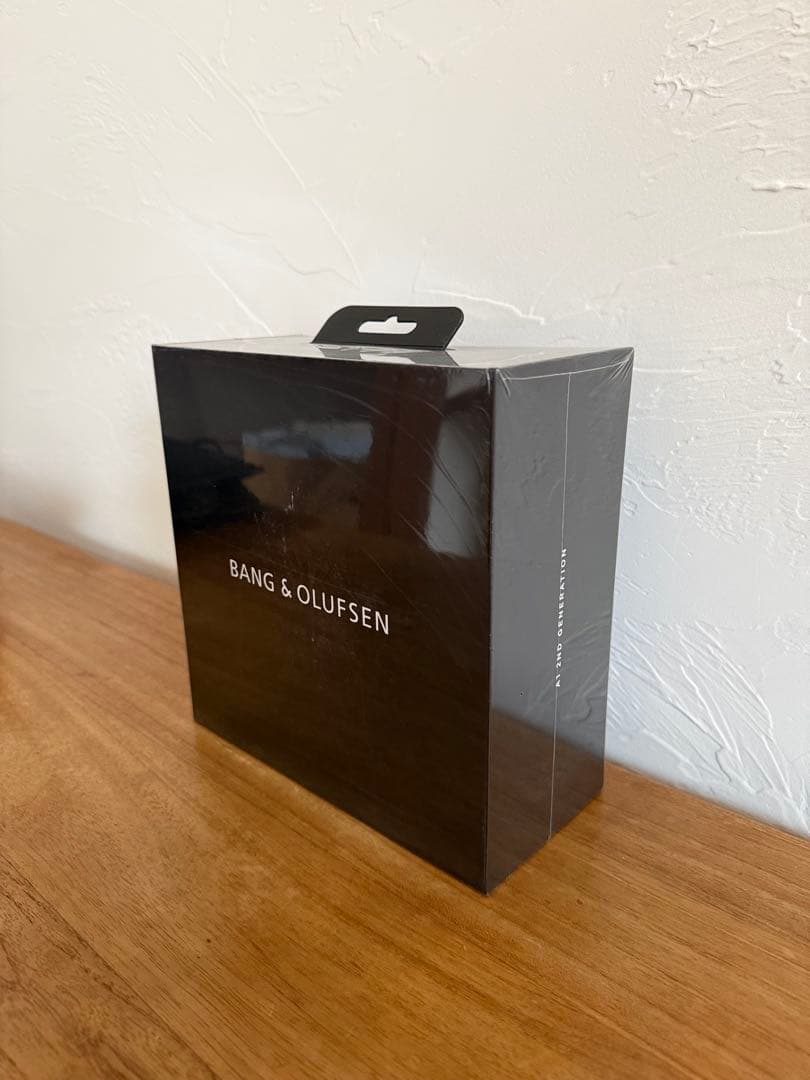 BANG & OLUFSEN
A1 2ND GENERATION